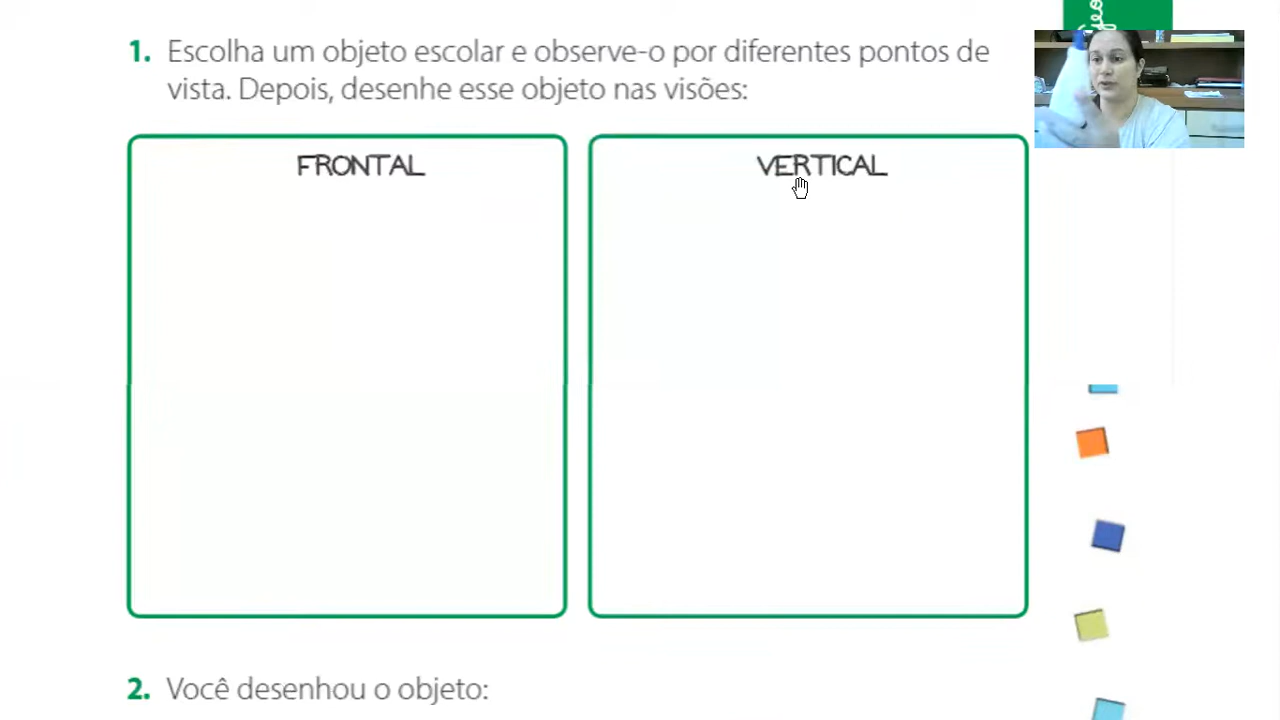 1. Escolha um objeto escolar e observe-o por diferentes pontos de
vista. Depois, desenhe esse objeto nas visões:
FRONTAL
VERTICAL
2. Você desenhou o objeto: